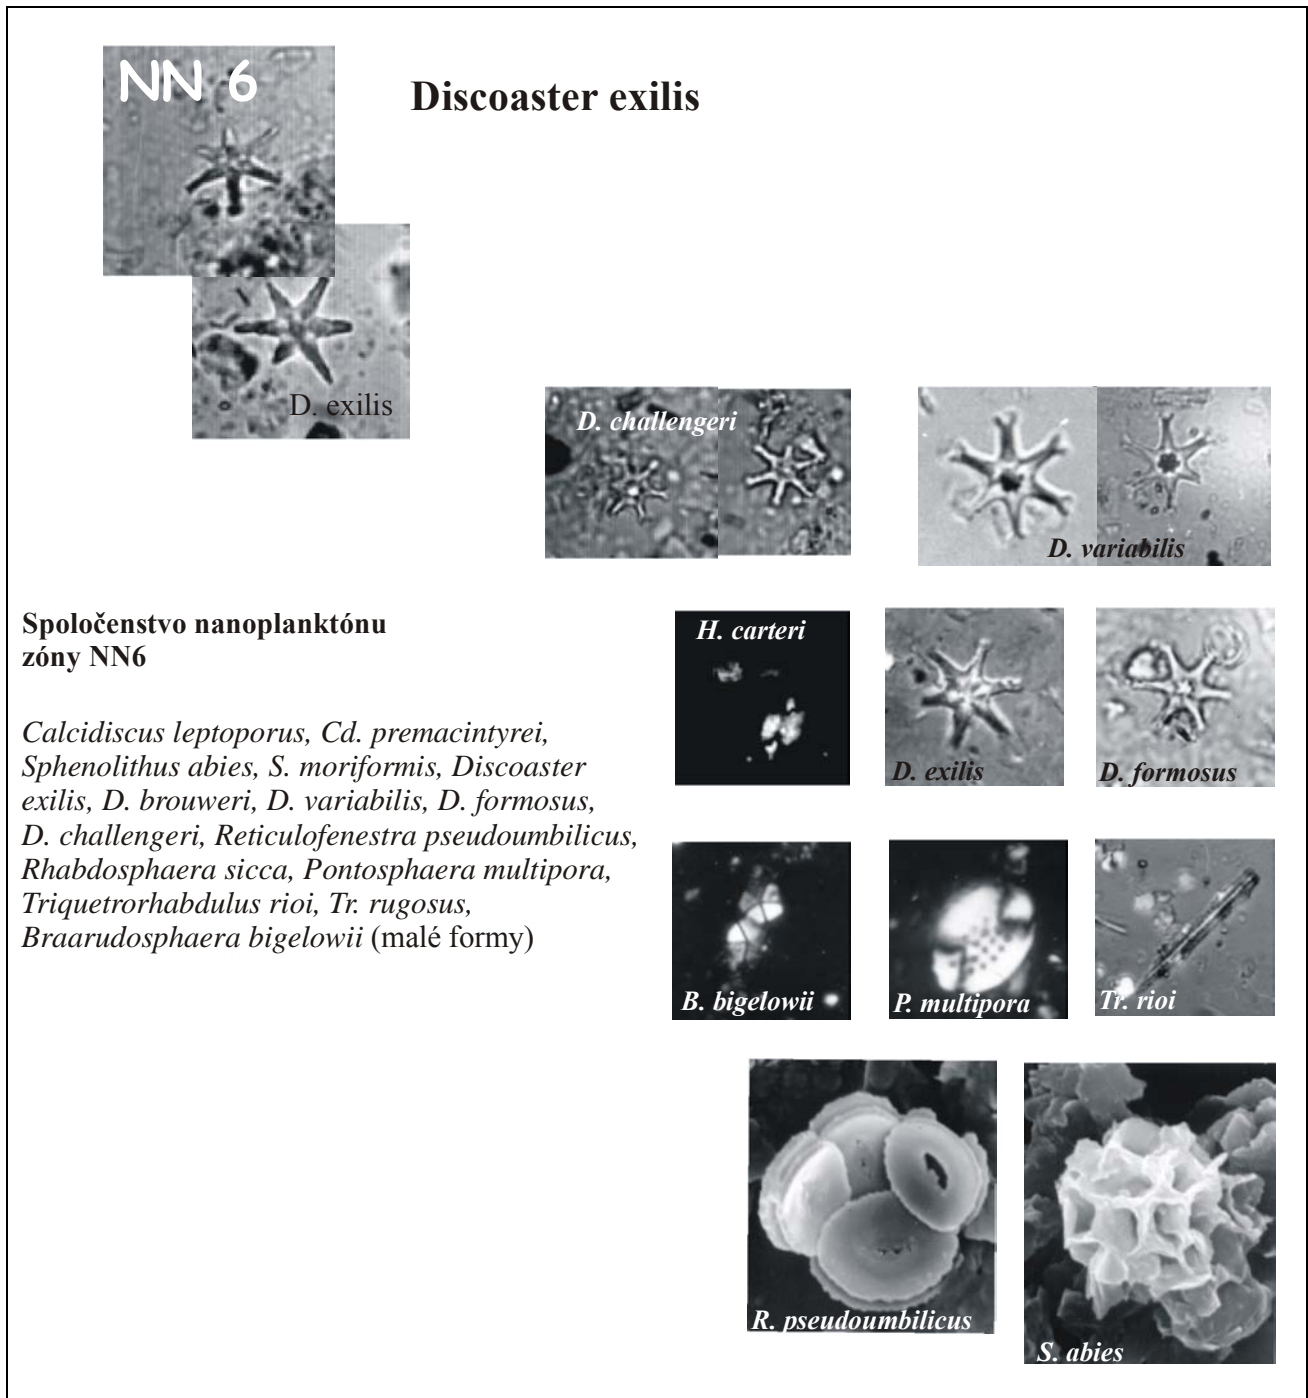 NN 6
Discoaster exilis
D. exilis
D. challengeri
D. variabilis
Spoločenstvo nanoplanktónu
zóny NN6
Calcidiscus leptoporus, Cd. premacintyrei,
Sphenolithus abies, S. moriformis, Discoaster
exilis, D. brouweri, D. variabilis, D. formosus,
D. challengeri, Reticulofenestra pseudoumbilicus,
Rhabdosphaera sicca, Pontosphaera multipora,
Triquetrorhabdulus rioi, Tr. rugosus,
Braarudosphaera bigelowii (malé formy)
H. carteri
D. exilis
D. formosus
B. bigelowii
P. multipora
Tr. rioi
R. pseudoumbilicus
S. abies